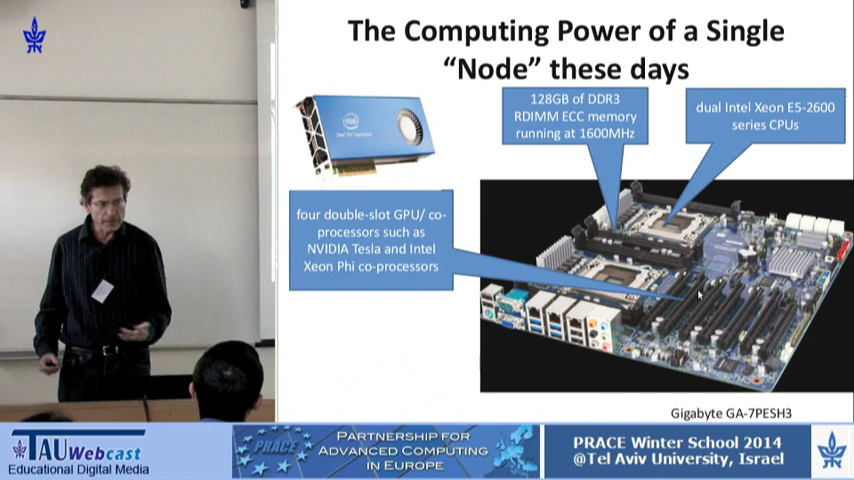 The Computing Power of a Single
“Node” these days
128GB of DDR3
RDIMM ECC memory
running at 1600MHz
dual Intel Xeon E5-2600
series CPUs
four double-slot GPU/ co-
processors such as
NVIDIA Tesla and Intel
Xeon Phi co-processors
Gigabyte GA-7PESH3
TAU Webcast
Educational Digital Media
PRACE
PARTNERSHIP FOR
ADVANCED COMPUTING
IN EUROPE
PRACE Winter School 2014
@Tel Aviv University, Israel